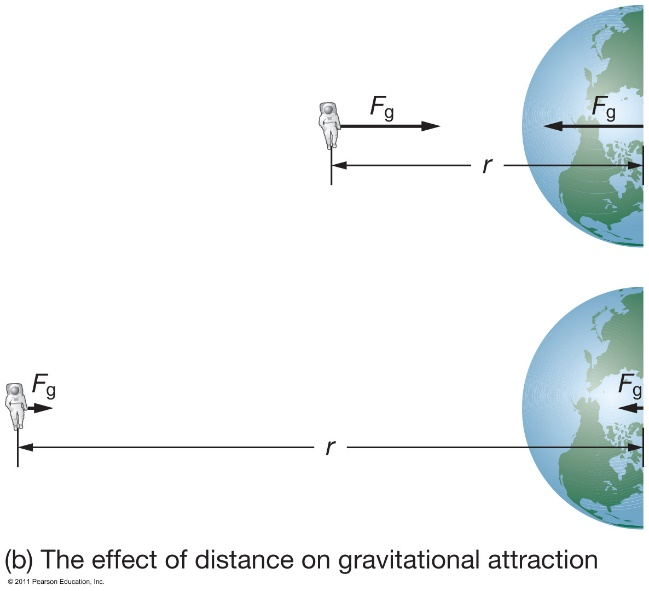 Fg
Fg
r
Fg
Fg
r
(b) The effect of distance on gravitational attraction
© 2011 Pearson Education, Inc.